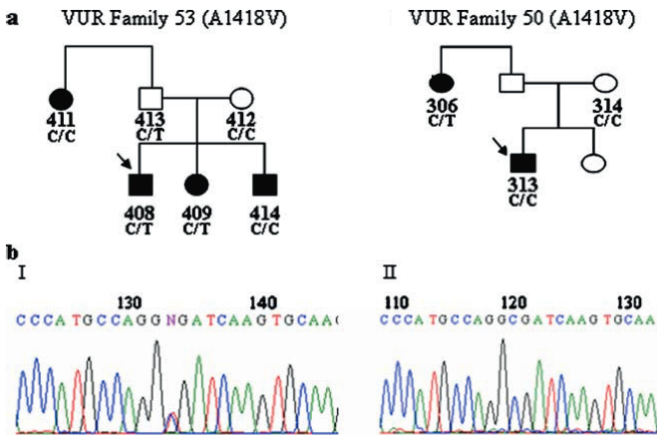 a VUR Family 53 (A1418V) VUR Family 50 (A1418V)
411 C/C
413 C/T
412 C/C
408 C/T
409 C/T
414 C/C
306 C/T
314 C/C
313 C/C
b
I II
130 140
CCCATGCCAGGNGATCAAGTGCAA
110 120 130
CCCATGCCAGGCGATCAAGTGCAA